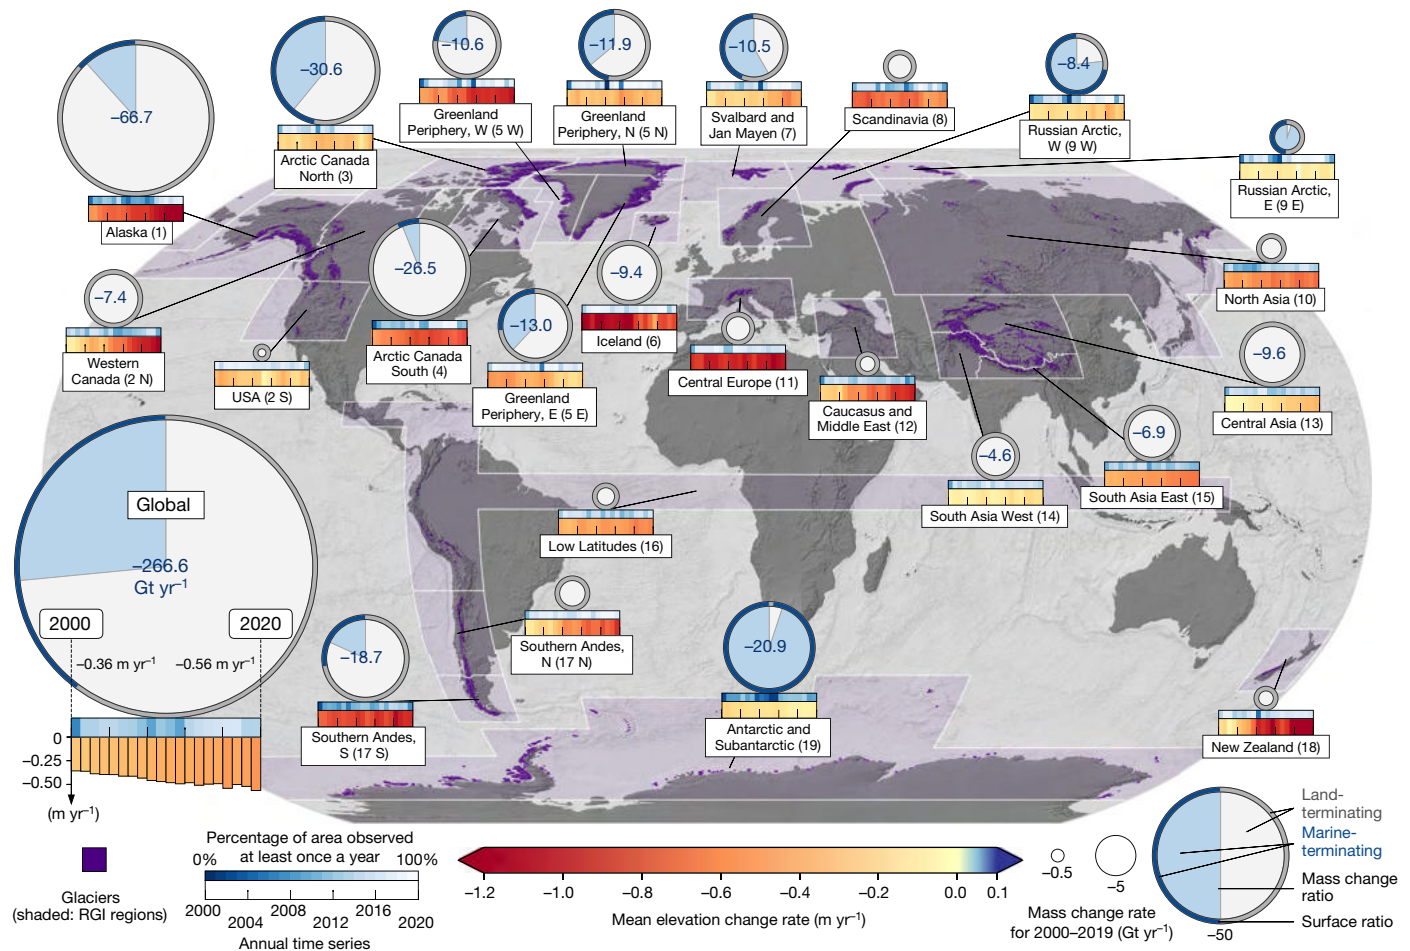 −66.7
Alaska (1)
−30.6
Arctic Canada
North (3)
−10.6
Greenland
Periphery, W (5 W)
−11.9
Greenland
Periphery, N (5 N)
−10.5
Svalbard and
Jan Mayen (7)
Scandinavia (8)
−8.4
Russian Arctic,
W (9 W)
Russian Arctic,
E (9 E)
−7.4
Western
Canada (2 N)
USA (2 S)
−26.5
Arctic Canada
South (4)
−13.0
Greenland
Periphery, E (5 E)
−9.4
Iceland (6)
Central Europe (11)
Caucasus and
Middle East (12)
North Asia (10)
−9.6
Central Asia (13)
−4.6
South Asia West (14)
−6.9
South Asia East (15)
Low Latitudes (16)
Southern Andes,
N (17 N)
−18.7
Southern Andes,
S (17 S)
−20.9
Antarctic and
Subantarctic (19)
New Zealand (18)
Global
−266.6
Gt yr−1
2000
2020
−0.36 m yr−1
−0.56 m yr−1
0
−0.25
−0.50
(m yr−1)
Glaciers
(shaded: RGI regions)
Percentage of area observed
0% at least once a year 100%
2000 2008 2016
2004 2012 2020
Annual time series
−1.2 −1.0 −0.8 −0.6 −0.4 −0.2 0.0 0.1
Mean elevation change rate (m yr−1)
−0.5
−5
−50
Mass change rate
for 2000–2019 (Gt yr−1)
Land-
terminating
Marine-
terminating
Mass change
ratio
Surface ratio